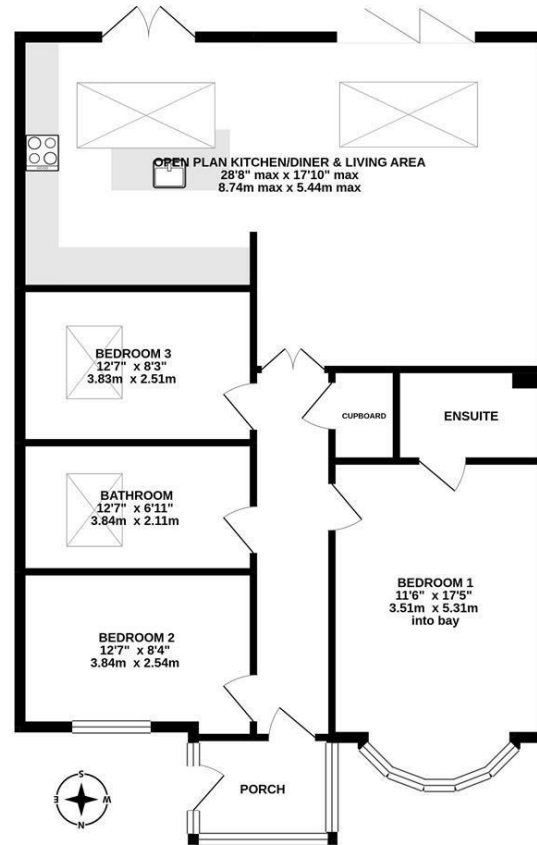 OPEN PLAN KITCHEN/DINER & LIVING AREA
28'8" max x 17'10" max
8.74m max x 5.44m max
BEDROOM 3
12'7" x 8'3"
3.83m x 2.51m
CUPBOARD
ENSUITE
BATHROOM
12'7" x 6'11"
3.84m x 2.11m
BEDROOM 1
11'6" x 17'5"
3.51m x 5.31m
into bay
BEDROOM 2
12'7" x 8'4"
3.84m x 2.54m
PORCH
S
E
W
N